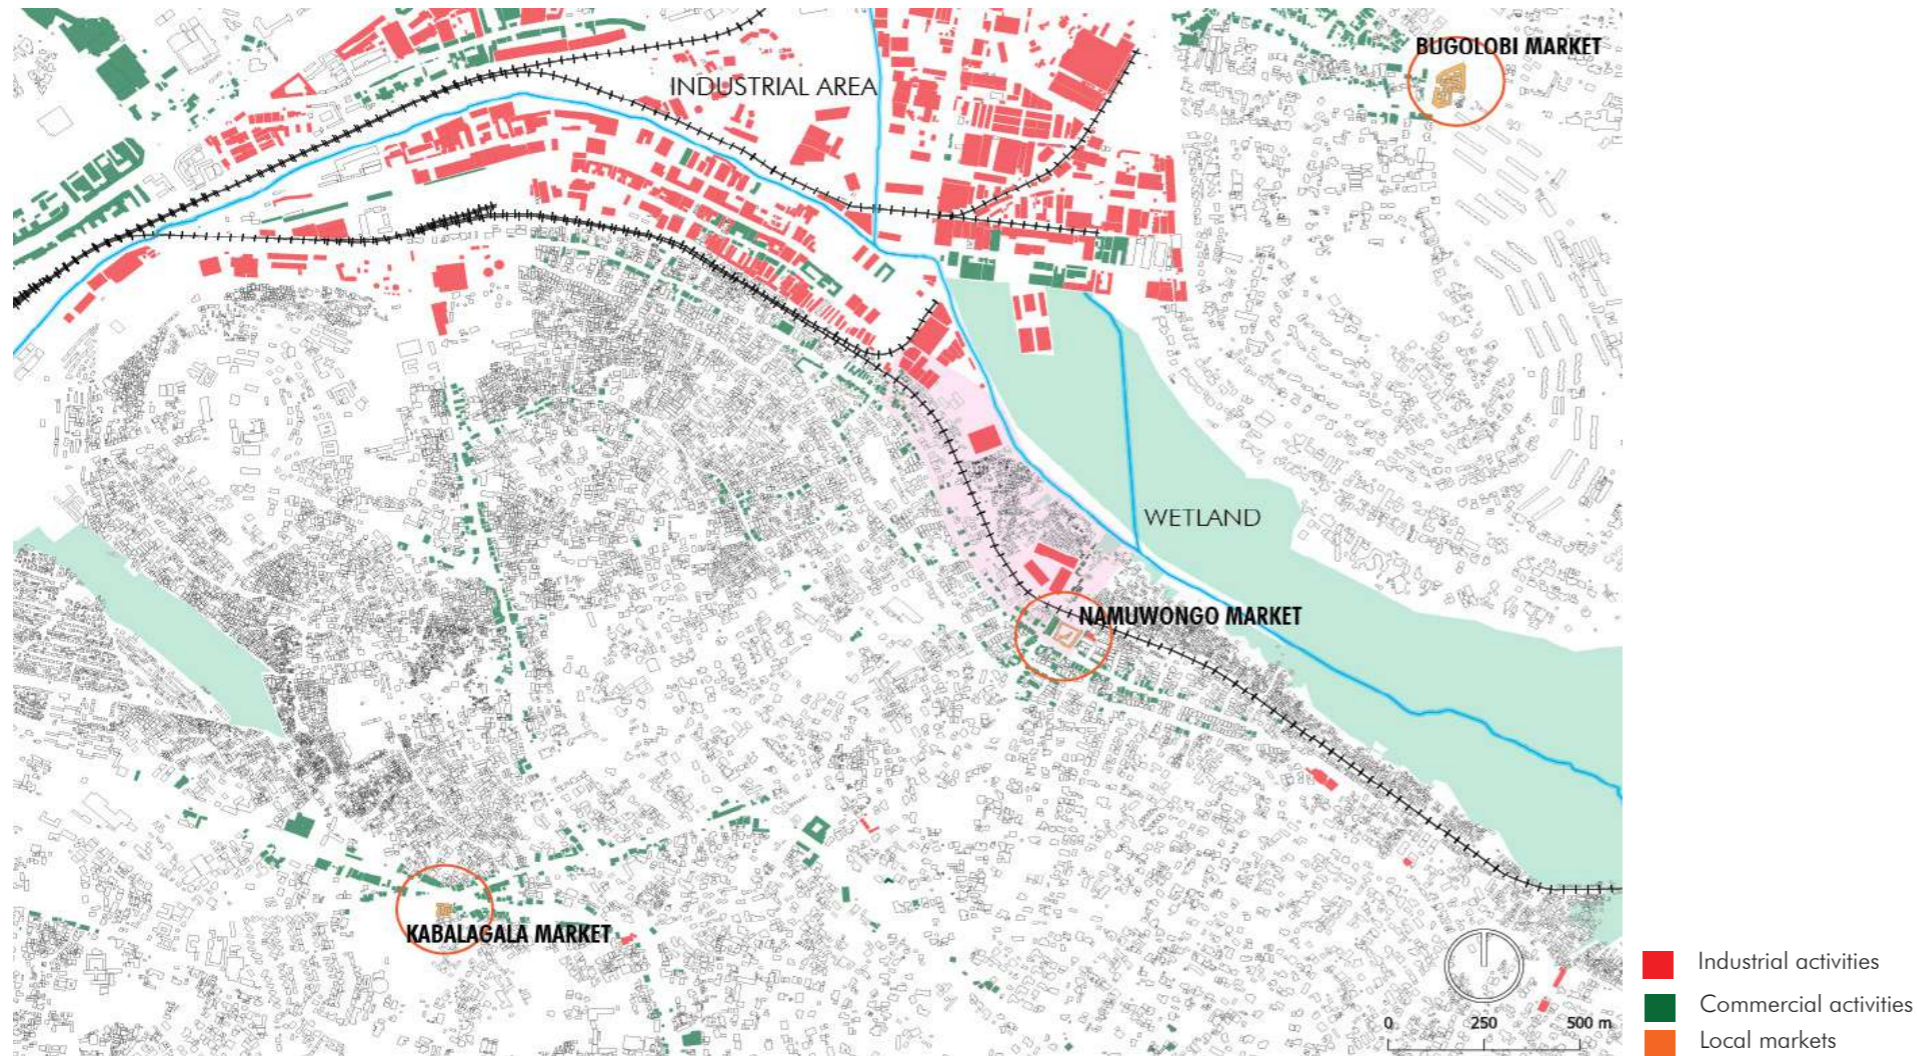 BUGOLOBI MARKET
INDUSTRIAL AREA
WETLAND
NAMUWONGO MARKET
KABALAGALA MARKET
Industrial activities
Commercial activities
Local markets
0 250 500 m